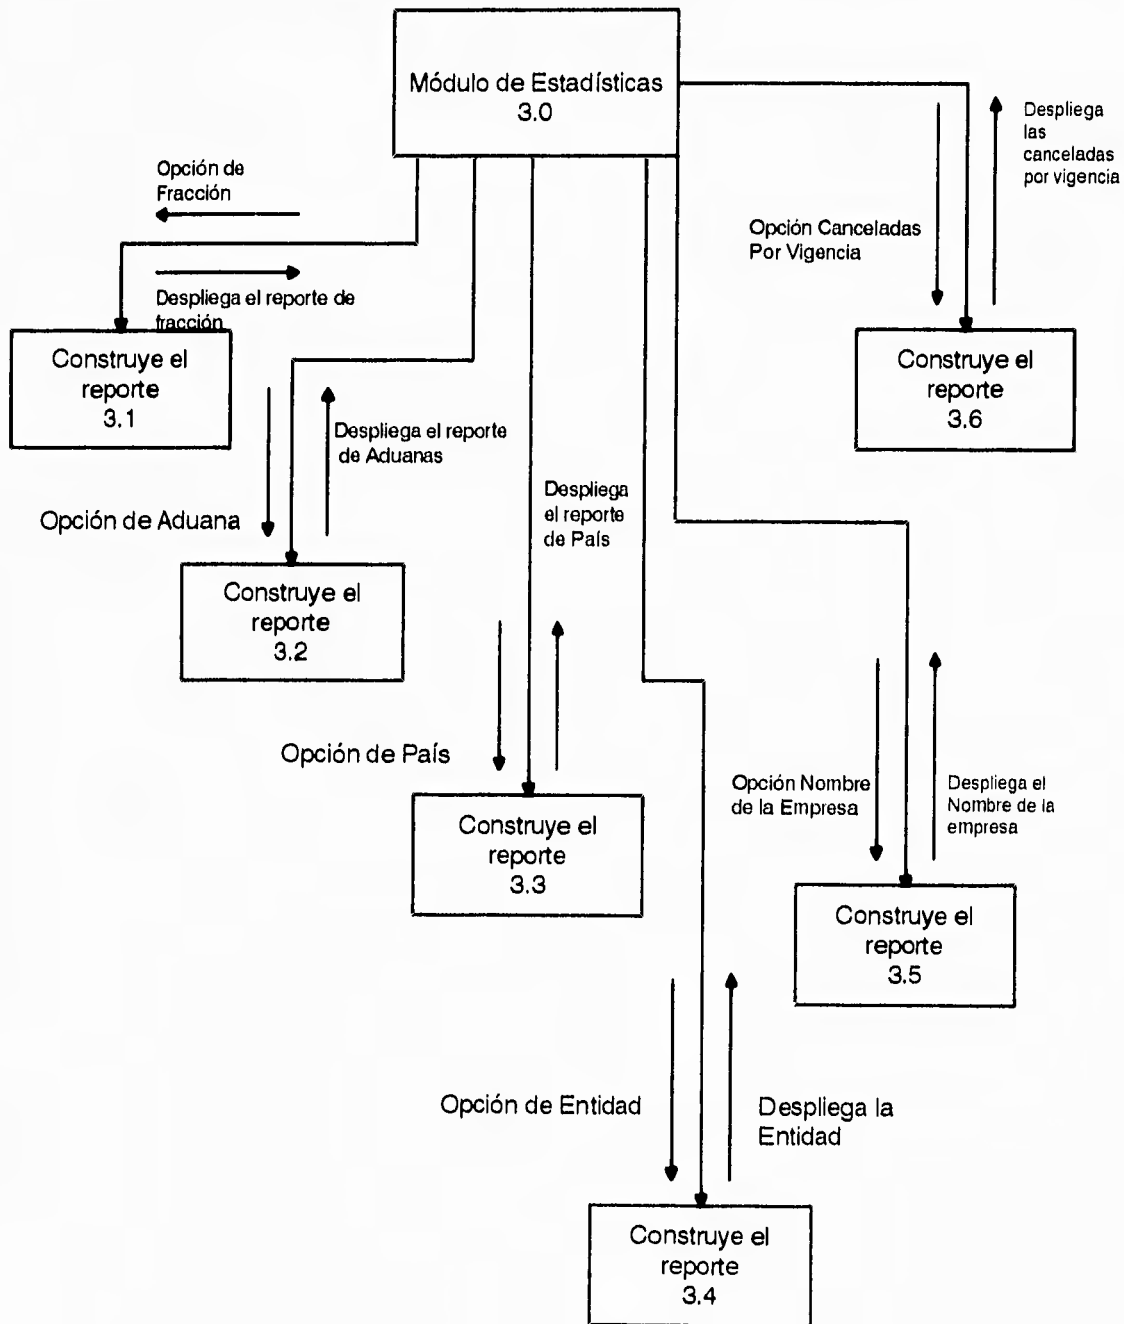 Módulo de Estadísticas
3.0
Opción de
Fracción
Despliega el reporte de
fracción
Construye el
reporte
3.1
Opción Canceladas
Por Vigencia
Despliega
las
canceladas
por vigencia
Construye el
reporte
3.6
Opción de Aduana
Despliega el reporte
de Aduanas
Construye el
reporte
3.2
Despliega
el reporte
de País
Opción de País
Construye el
reporte
3.3
Opción Nombre
de la Empresa
Despliega el
Nombre de la
empresa
Construye el
reporte
3.5
Opción de Entidad
Despliega la
Entidad
Construye el
reporte
3.4